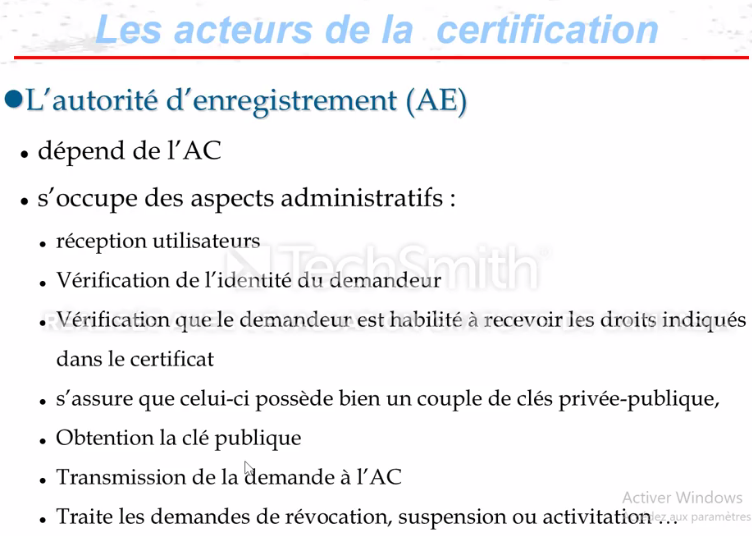 Les acteurs de la certification
L'autorité d'enregistrement (AE)
dépend de l'AC
s'occupe des aspects administratifs :
réception utilisateurs
TechSmith
Vérification de l'identité du demandeur
Vérification que le demandeur est habilité à recevoir les droits indiqués
dans le certificat
s'assure que celui-ci possède bien un couple de clés privée-publique,
Obtention la clé publique
Transmission de la demande à l'AC
Activer Windows
Traite les demandes de révocation, suspension ou activitation ...
aux paramètres